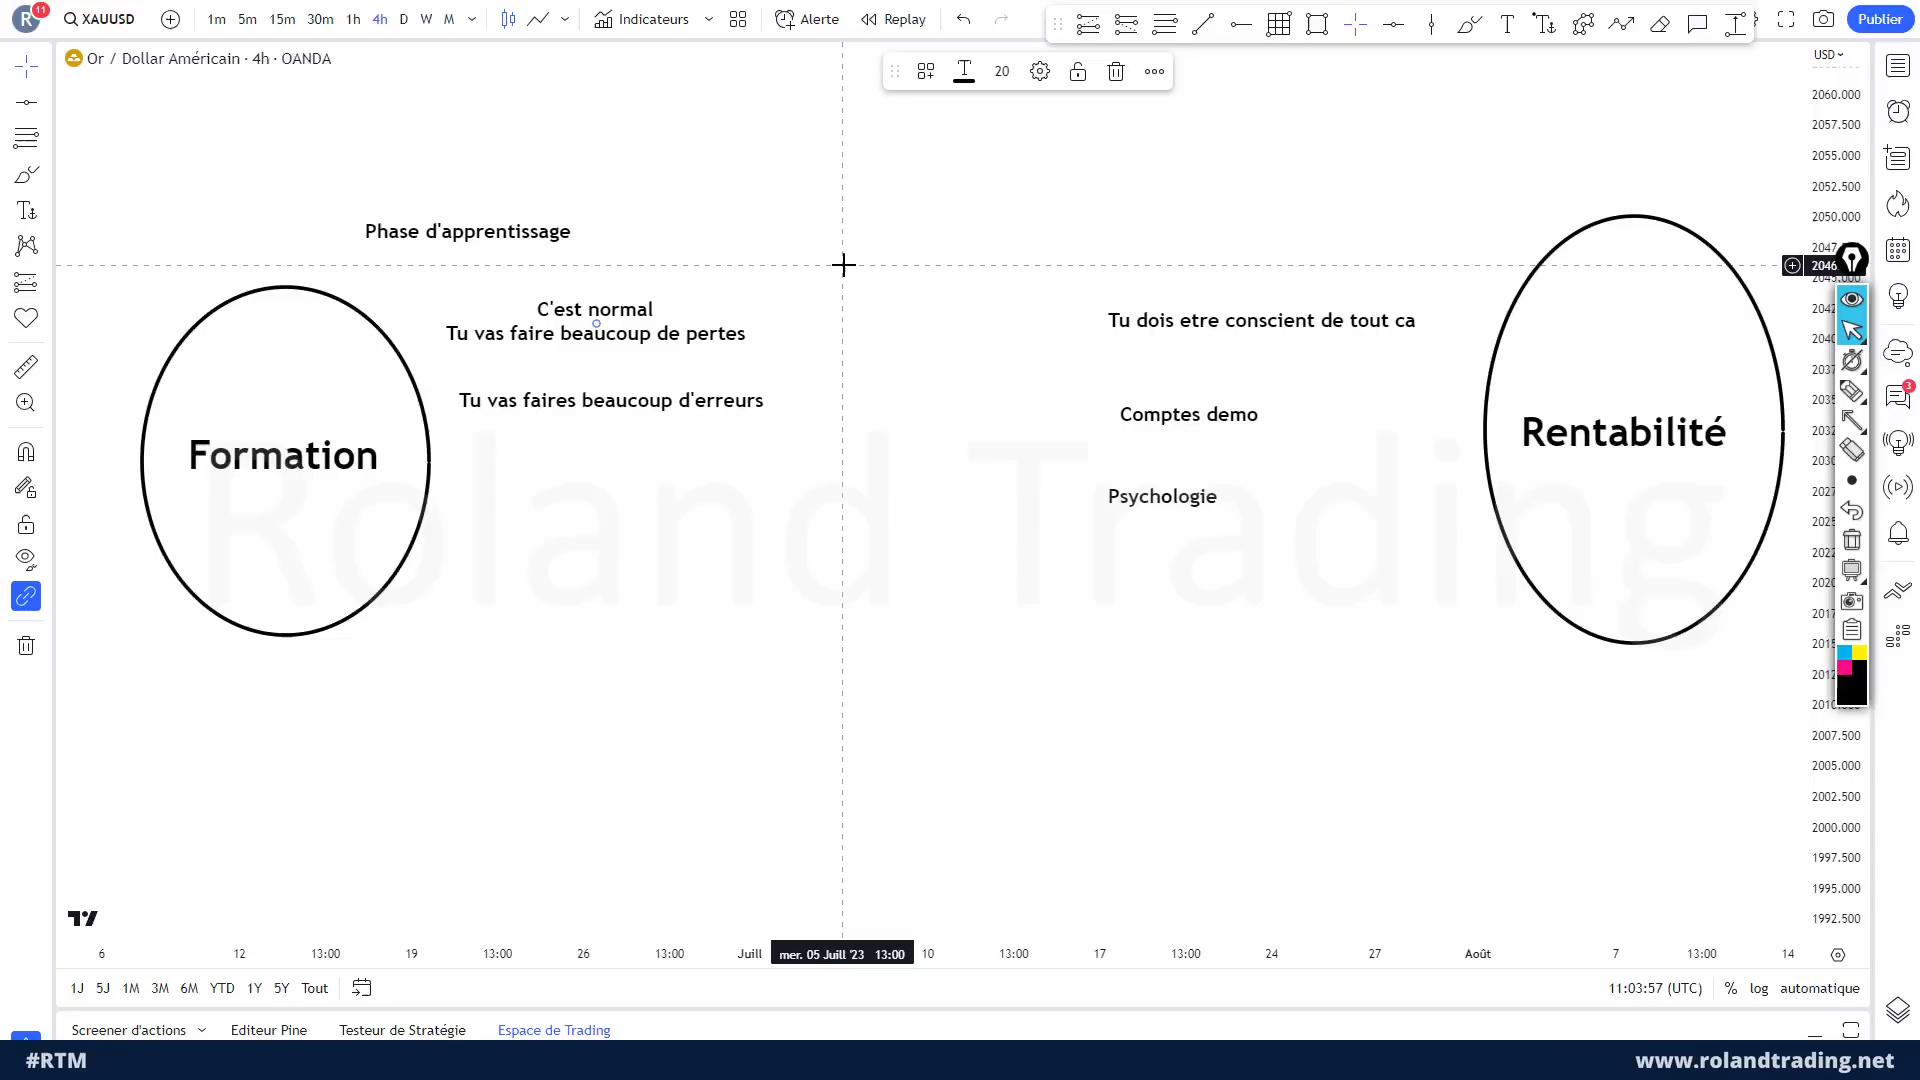 R
11
XAUUSD
1m 5m 15m 30m 1h 4h D W M
Indicateurs
Alerte
Replay
Publier
Or / Dollar Américain · 4h · OANDA
20
USD
2060.000
2057.500
2055.000
2052.500
2050.000
2046
Phase d'apprentissage
C'est normal
Tu vas faire beaucoup de pertes
Tu vas faires beaucoup d'erreurs
Tu dois etre conscient de tout ca
Comptes demo
Psychologie
Formation
Rentabilité
Roland Trading
3
2007.500
2005.000
2002.500
2000.000
1997.500
1995.000
1992.500
6 12 13:00 19 13:00 26 13:00 Juill mer. 05 Juill '23 13:00 10 13:00 17 13:00 24 27 Août 7 13:00 14
1J 5J 1M 3M 6M YTD 1Y 5Y Tout
11:03:57 (UTC) % log automatique
Screener d'actions Editeur Pine Testeur de Stratégie Espace de Trading
#RTM
www.rolandtrading.net